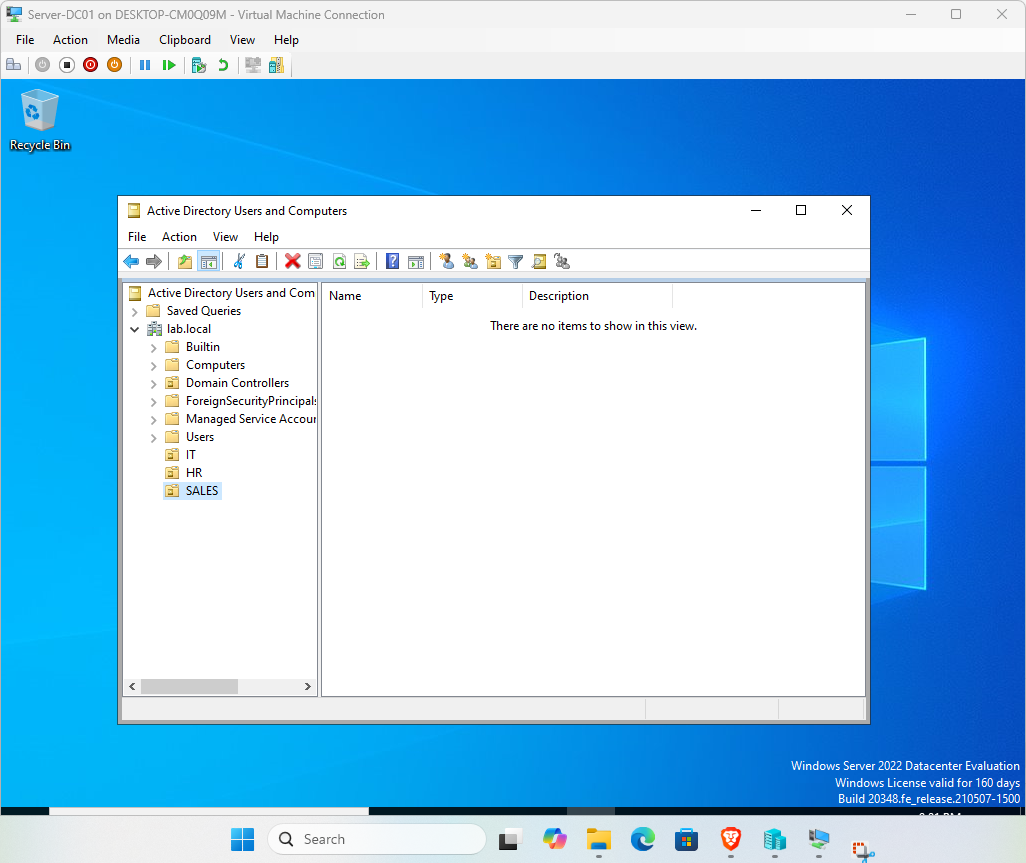 Server-DC01 on DESKTOP-CM0Q09M - Virtual Machine Connection
File Action Media Clipboard View Help
Recycle Bin
Active Directory Users and Computers
File Action View Help
Active Directory Users and Com
Saved Queries
lab.local
Builtin
Computers
Domain Controllers
ForeignSecurityPrincipals
Managed Service Accour
Users
IT
HR
SALES
Name Type Description
There are no items to show in this view.
Windows Server 2022 Datacenter Evaluation
Windows License valid for 160 days
Build 20348.fe_release.210507-1500
Search